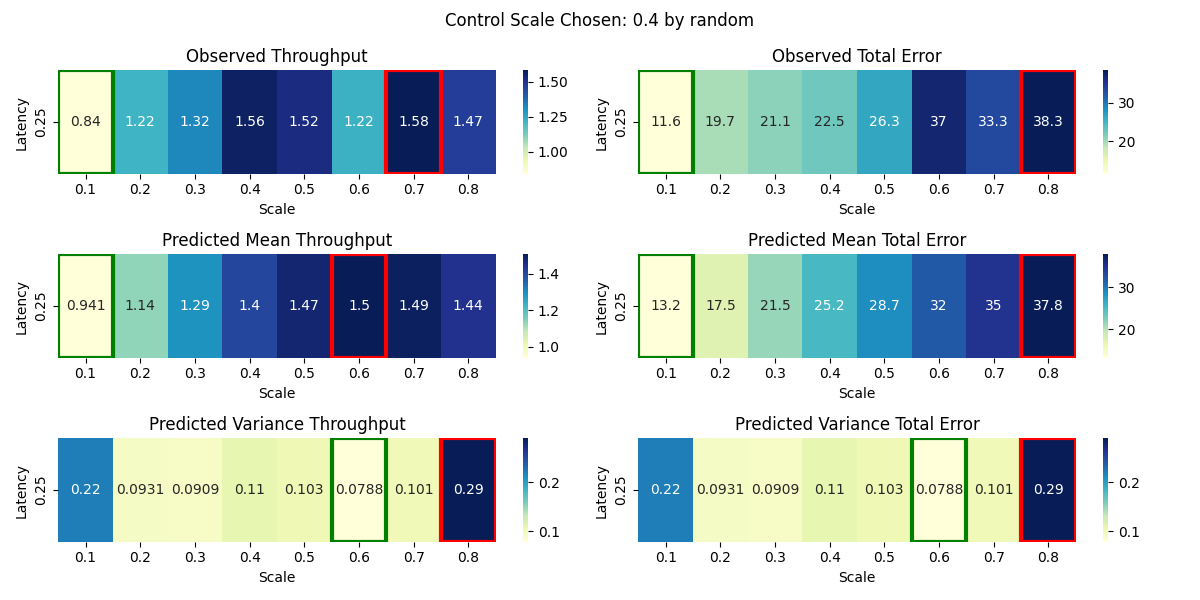 Control Scale Chosen: 0.4 by random
Observed Throughput
Latency
0.25
0.84 1.22 1.32 1.56 1.52 1.22 1.58 1.47
0.1 0.2 0.3 0.4 0.5 0.6 0.7 0.8
Scale
1.50
1.25
1.00
Observed Total Error
Latency
0.25
11.6 19.7 21.1 22.5 26.3 37 33.3 38.3
0.1 0.2 0.3 0.4 0.5 0.6 0.7 0.8
Scale
30
20
Predicted Mean Throughput
Latency
0.25
0.941 1.14 1.29 1.4 1.47 1.5 1.49 1.44
0.1 0.2 0.3 0.4 0.5 0.6 0.7 0.8
Scale
1.4
1.2
1.0
Predicted Mean Total Error
Latency
0.25
13.2 17.5 21.5 25.2 28.7 32 35 37.8
0.1 0.2 0.3 0.4 0.5 0.6 0.7 0.8
Scale
30
20
Predicted Variance Throughput
Latency
0.25
0.22 0.0931 0.0909 0.11 0.103 0.0788 0.101 0.29
0.1 0.2 0.3 0.4 0.5 0.6 0.7 0.8
Scale
0.2
0.1
Predicted Variance Total Error
Latency
0.25
0.22 0.0931 0.0909 0.11 0.103 0.0788 0.101 0.29
0.1 0.2 0.3 0.4 0.5 0.6 0.7 0.8
Scale
0.2
0.1